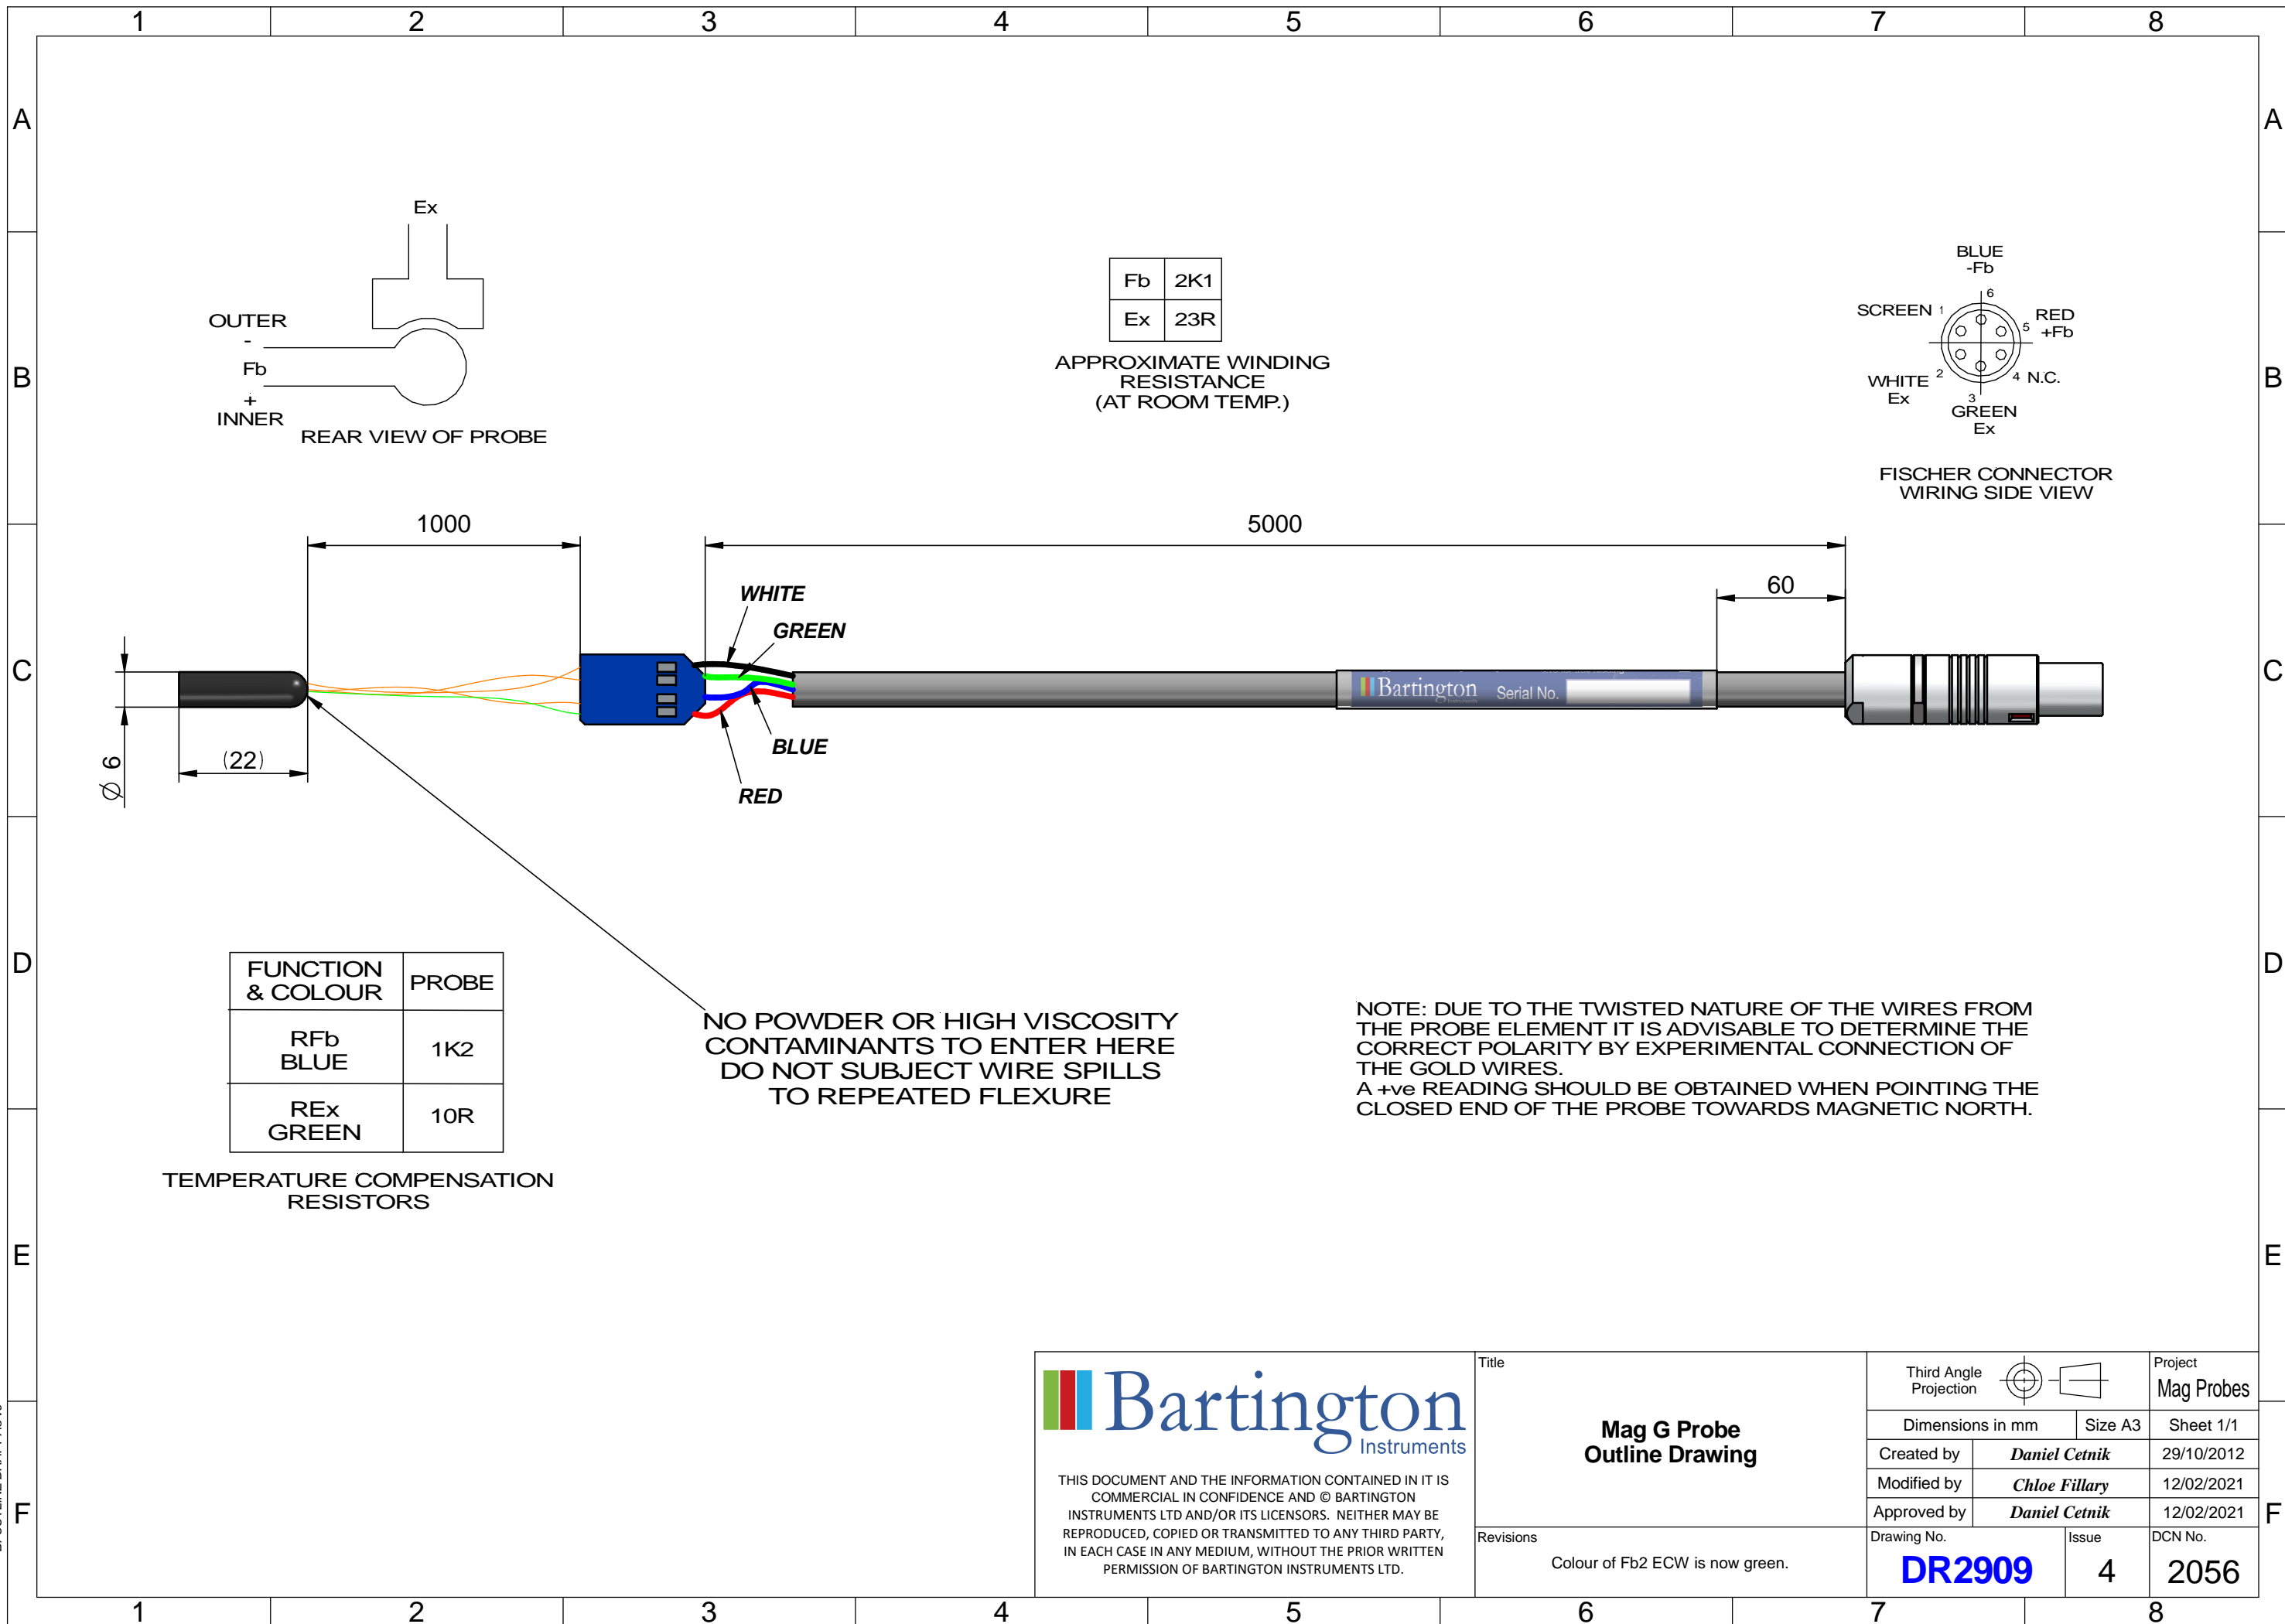 1 2 3 4 5 6 7 8
A A
B B
C C
D D
E E
F F
Ex
OUTER
-
Fb
+
INNER
REAR VIEW OF PROBE
Fb 2K1
Ex 23R
APPROXIMATE WINDING
RESISTANCE
(AT ROOM TEMP.)
BLUE
-Fb
6
SCREEN 1
5 RED
+Fb
WHITE 2
Ex
4 N.C.
3
GREEN
Ex
FISCHER CONNECTOR
WIRING SIDE VIEW
1000
5000
60
WHITE
GREEN
BLUE
RED
Bartington
Serial No.
Ø 6
(22)
FUNCTION
& COLOUR
PROBE
RFb
BLUE
1K2
REx
GREEN
10R
TEMPERATURE COMPENSATION
RESISTORS
NO POWDER OR HIGH VISCOSITY
CONTAMINANTS TO ENTER HERE
DO NOT SUBJECT WIRE SPILLS
TO REPEATED FLEXURE
NOTE: DUE TO THE TWISTED NATURE OF THE WIRES FROM
THE PROBE ELEMENT IT IS ADVISABLE TO DETERMINE THE
CORRECT POLARITY BY EXPERIMENTAL CONNECTION OF
THE GOLD WIRES.
A +ve READING SHOULD BE OBTAINED WHEN POINTING THE
CLOSED END OF THE PROBE TOWARDS MAGNETIC NORTH.
Bartington
Instruments
THIS DOCUMENT AND THE INFORMATION CONTAINED IN IT IS
COMMERCIAL IN CONFIDENCE AND © BARTINGTON
INSTRUMENTS LTD AND/OR ITS LICENSORS. NEITHER MAY BE
REPRODUCED, COPIED OR TRANSMITTED TO ANY THIRD PARTY,
IN EACH CASE IN ANY MEDIUM, WITHOUT THE PRIOR WRITTEN
PERMISSION OF BARTINGTON INSTRUMENTS LTD.
Title
Mag G Probe
Outline Drawing
Revisions
Colour of Fb2 ECW is now green.
Third Angle
Projection
Project
Mag Probes
Dimensions in mm Size A3 Sheet 1/1
Created by Daniel Cetnik 29/10/2012
Modified by Chloe Fillary 12/02/2021
Approved by Daniel Cetnik 12/02/2021
Drawing No. Issue DCN No.
DR2909 4 2056
1 2 3 4 5 6 7 8